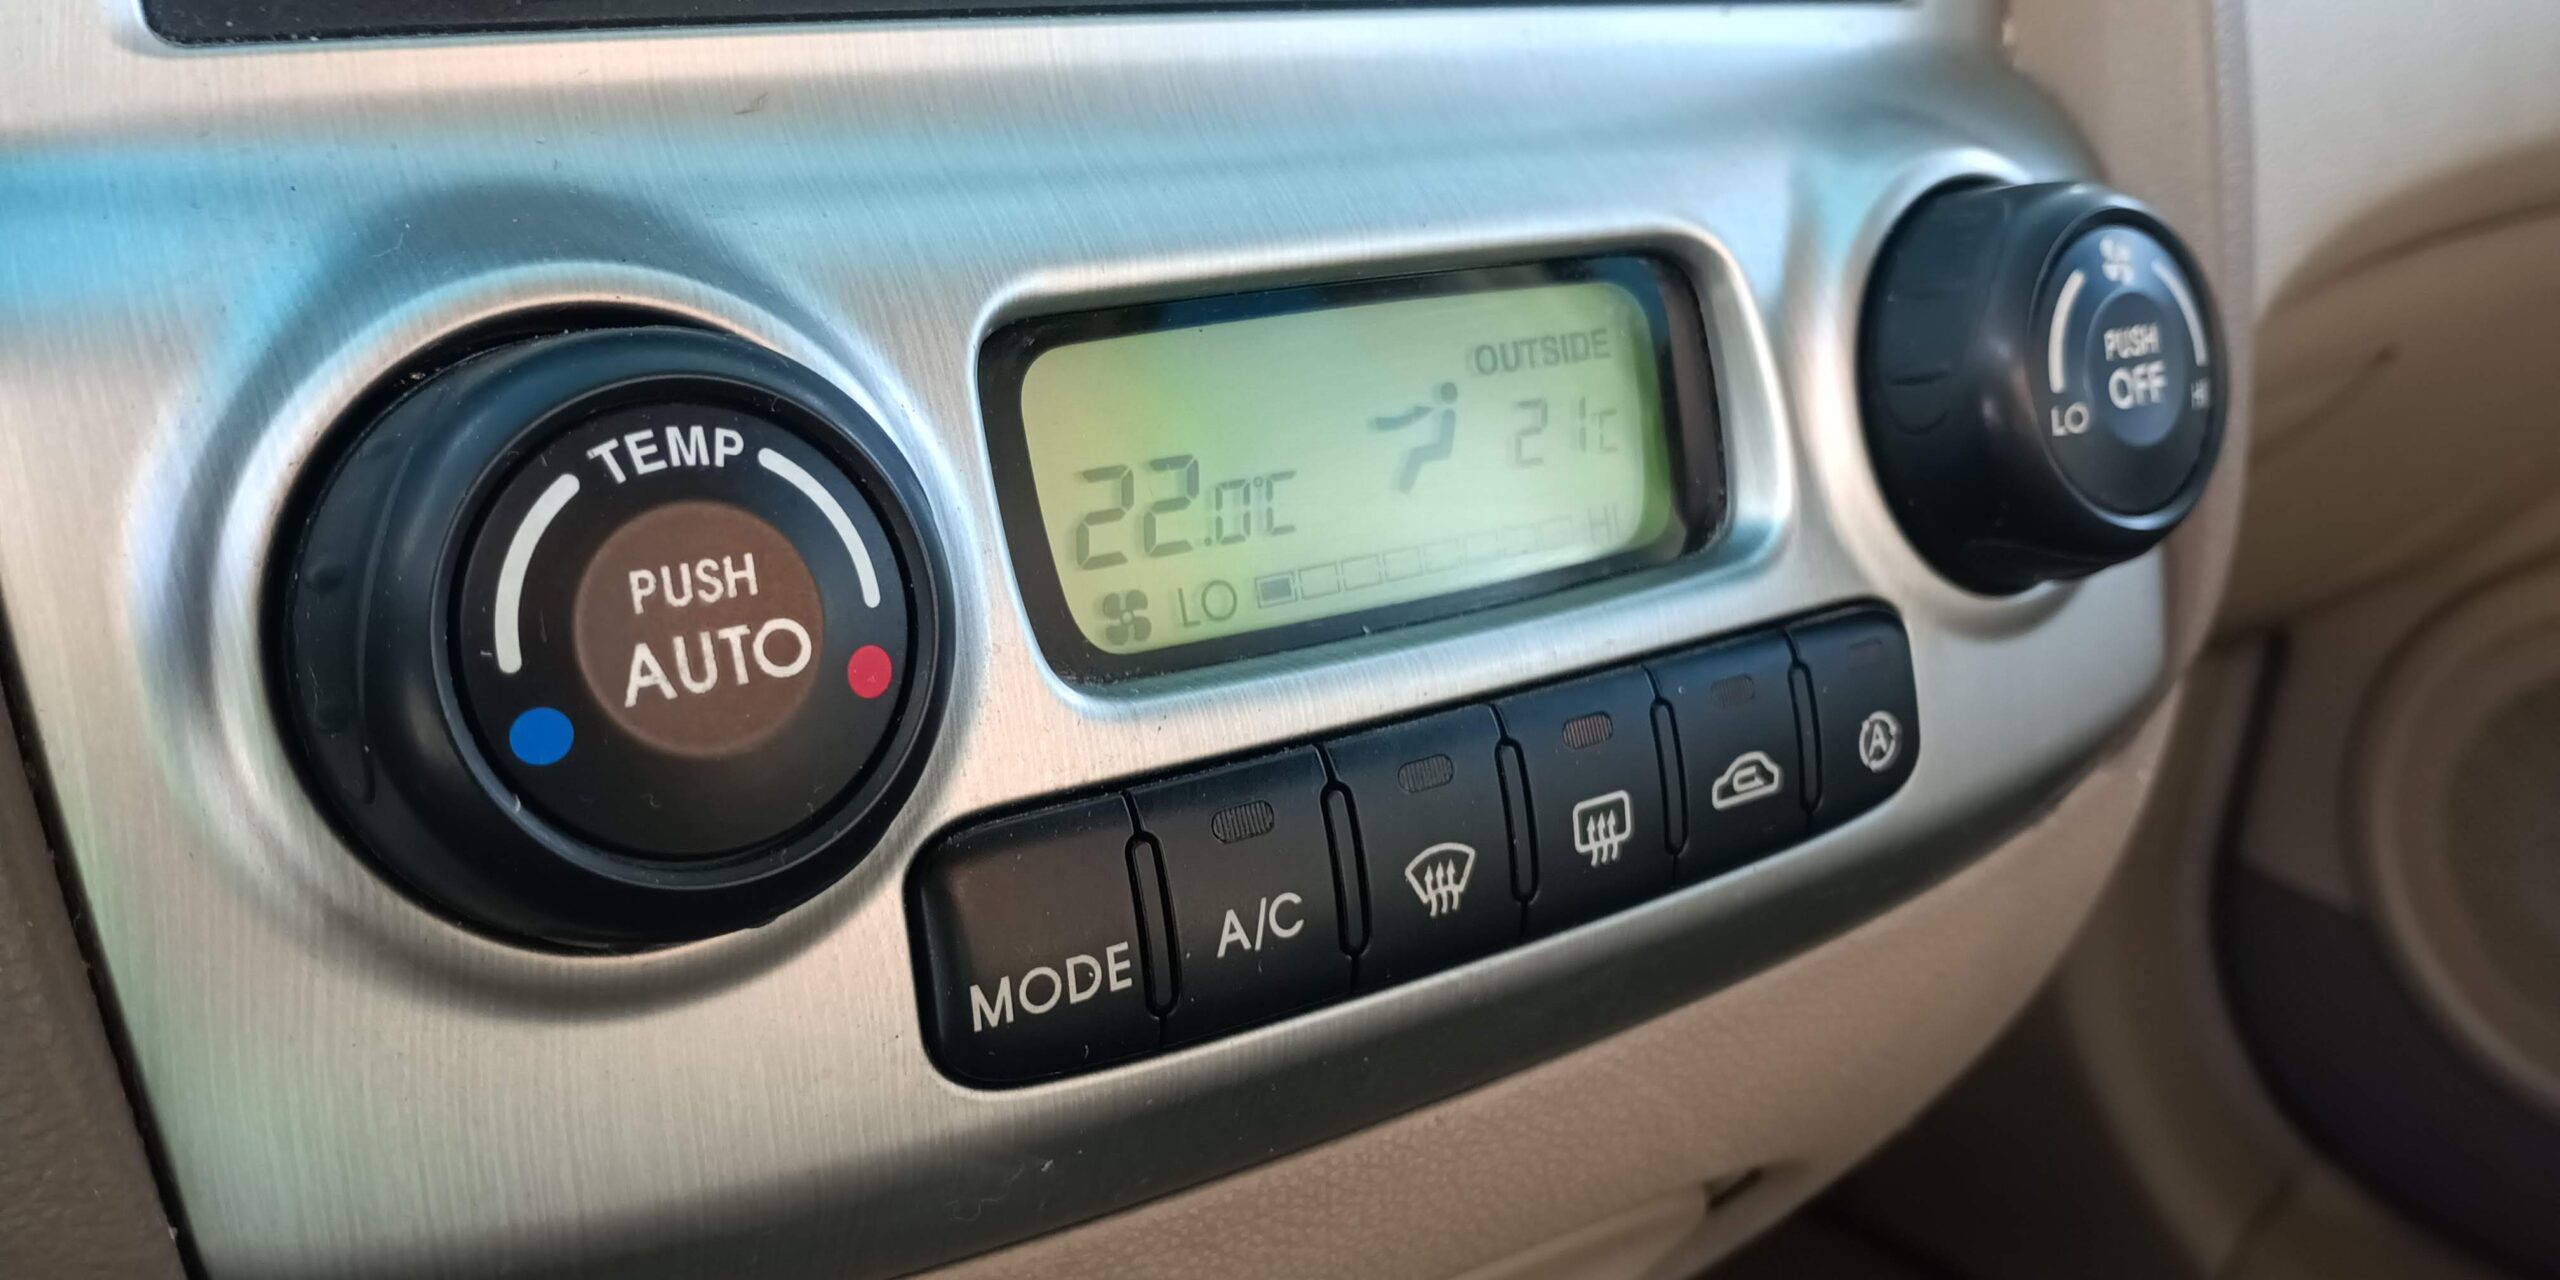 TEMP
PUSH
AUTO
OUTSIDE
22.0°C
21°C
LO HI
MODE
A/C
A
PUSH
OFF
LO HI